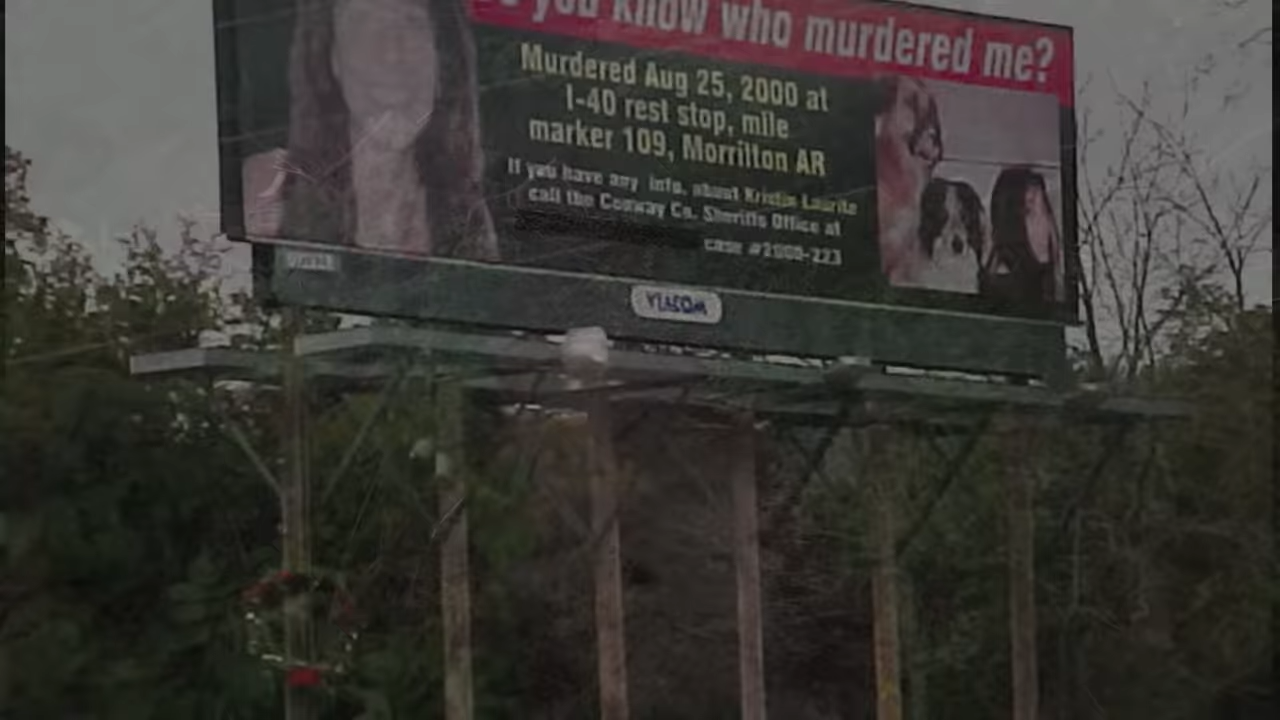 you know who murdered me?
Murdered Aug 25, 2000 at
I-40 rest stop, mile
marker 109, Morrilton AR
If you have any info. about Kristin Laurite
call the Conway Co. Sheriffs Office at
case #2000-223
VIACOM